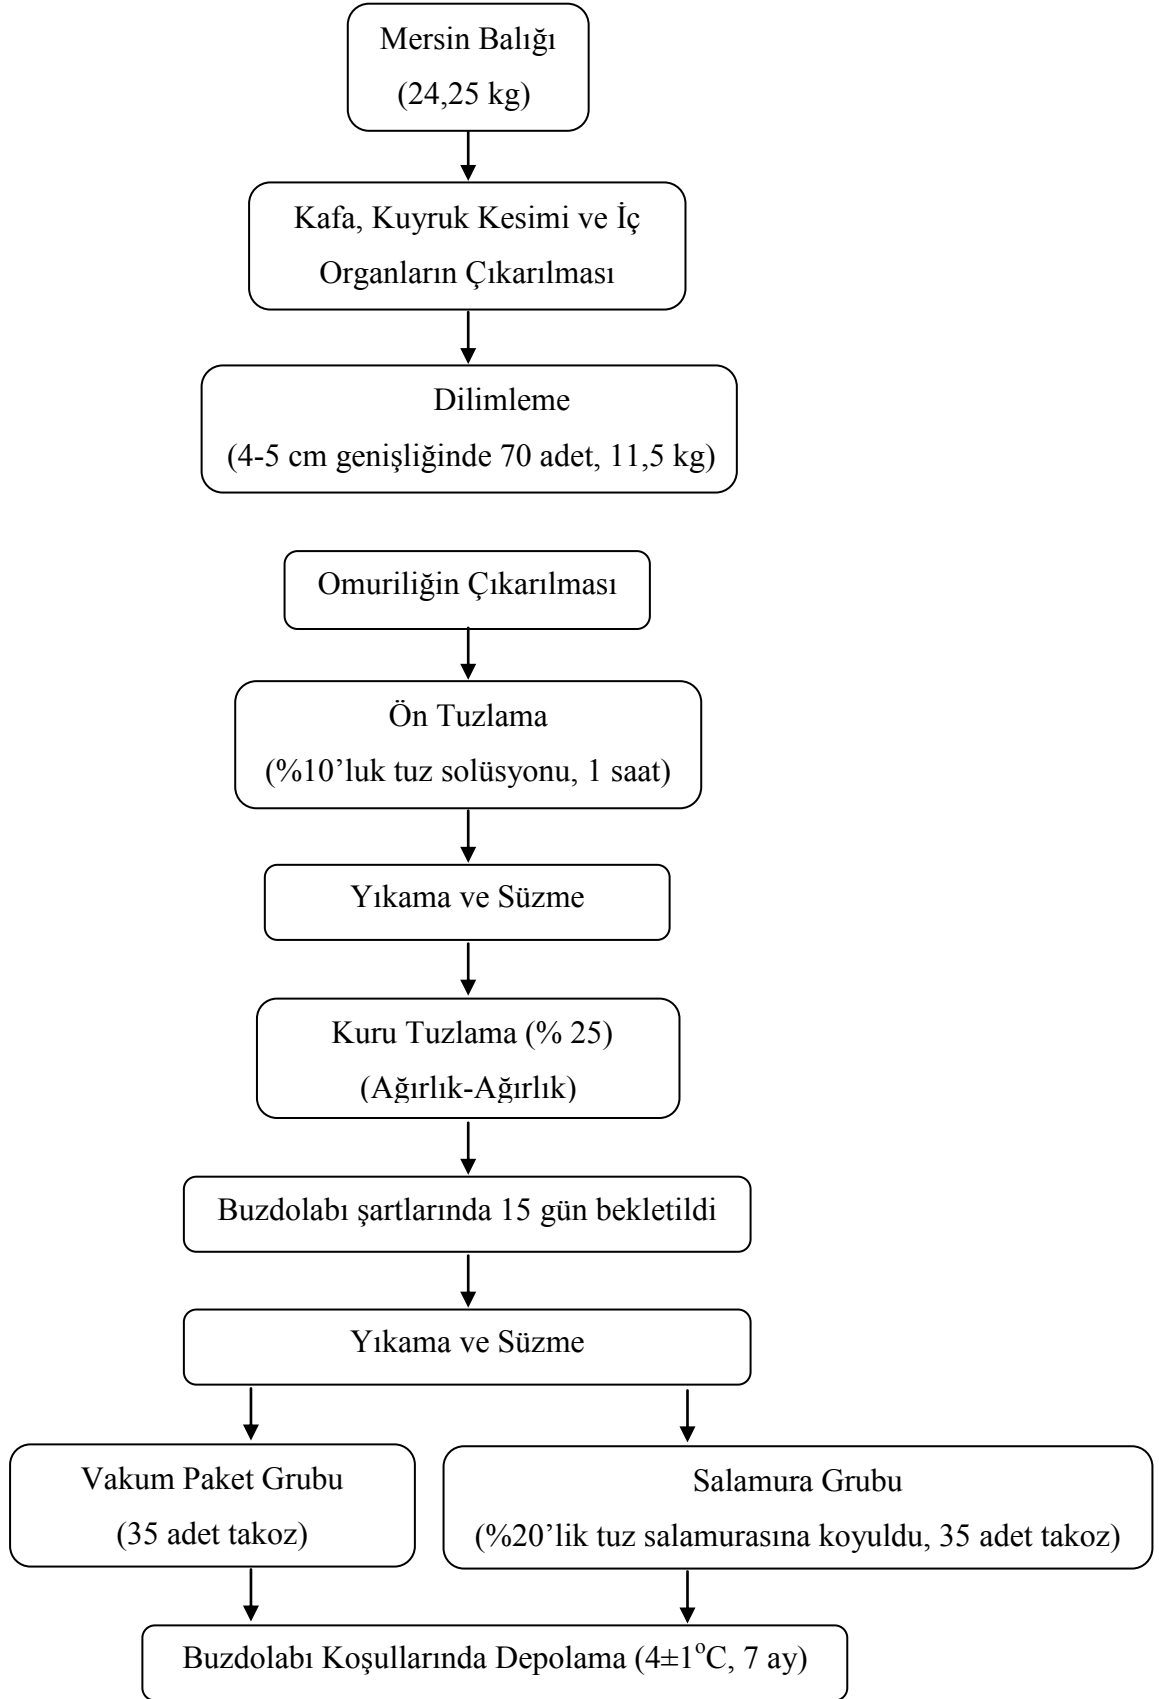 Mersin Balığı
(24,25 kg)
Kafa, Kuyruk Kesimi ve İç
Organların Çıkarılması
Dilimleme
(4-5 cm genişliğinde 70 adet, 11,5 kg)
Omuriliğin Çıkarılması
Ön Tuzlama
(%10’luk tuz solüsyonu, 1 saat)
Yıkama ve Süzme
Kuru Tuzlama (% 25)
(Ağırlık-Ağırlık)
Buzdolabı şartlarında 15 gün bekletildi
Yıkama ve Süzme
Vakum Paket Grubu
(35 adet takoz)
Salamura Grubu
(%20’lik tuz salamurasına koyuldu, 35 adet takoz)
Buzdolabı Koşullarında Depolama (4±1°C, 7 ay)